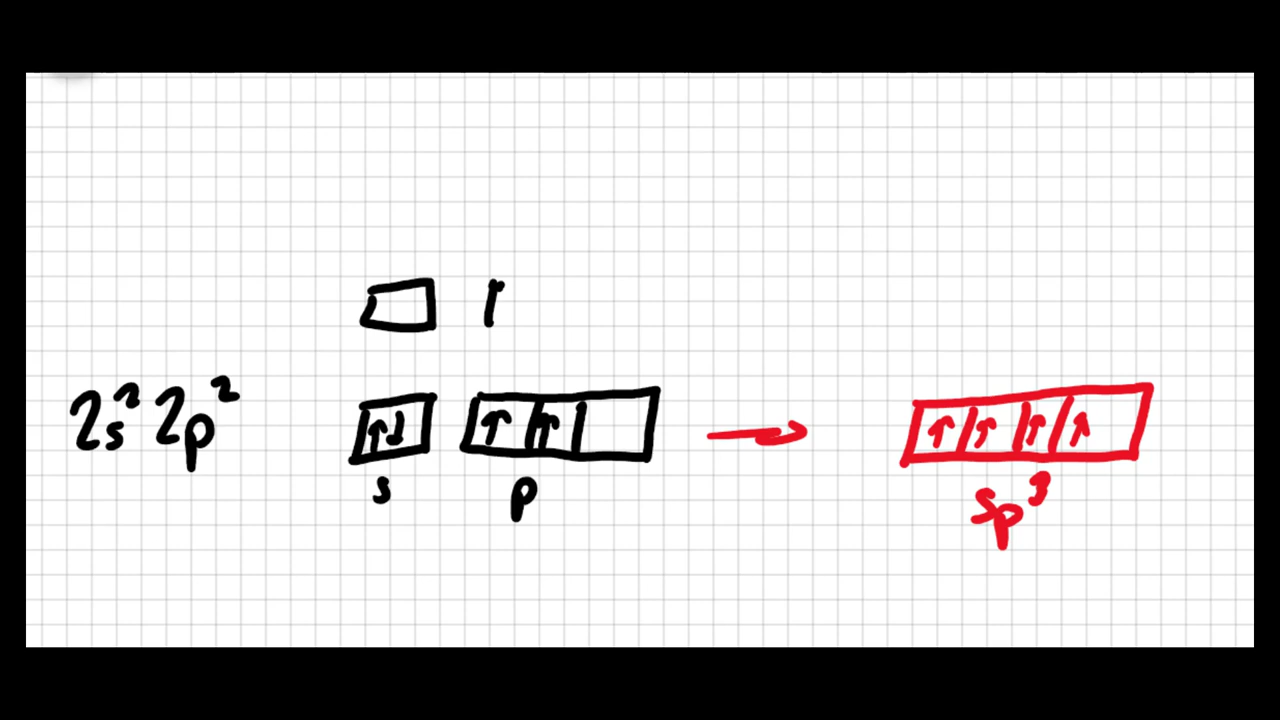 2s² 2p² ↑↓ ↑ ↑ → ↑ ↑ ↑ ↑
s p sp³